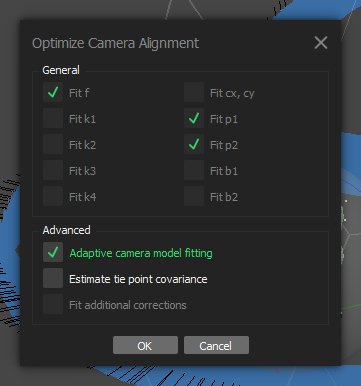 Optimize Camera Alignment
General
Fit f
Fit cx, cy
Fit k1
Fit p1
Fit k2
Fit p2
Fit k3
Fit b1
Fit k4
Fit b2
Advanced
Adaptive camera model fitting
Estimate tie point covariance
Fit additional corrections
OK
Cancel